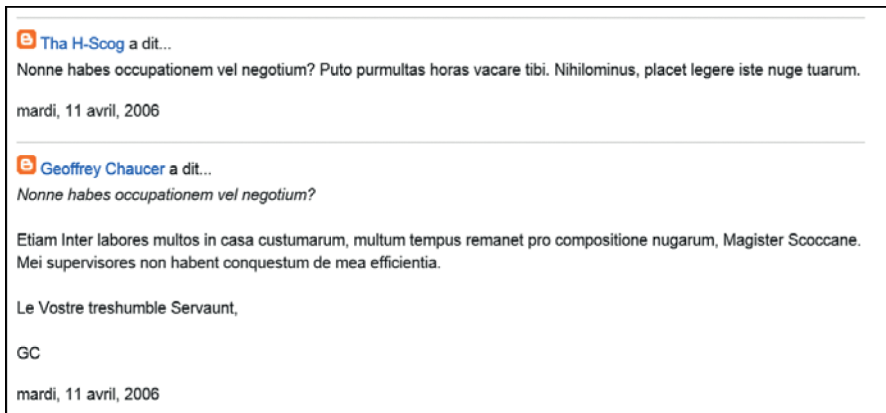 Tha H-Scog a dit...
Nonne habes occupationem vel negotium? Puto purmultas horas vacare tibi. Nihilominus, placet legere iste nuge tuarum.
mardi, 11 avril, 2006
Geoffrey Chaucer a dit...
Nonne habes occupationem vel negotium?
Etiam Inter labores multos in casa custumarum, multum tempus remanet pro compositione nugarum, Magister Scoccane.
Mei supervisores non habent conquestum de mea efficientia.
Le Vostre treshumble Servaunt,
GC
mardi, 11 avril, 2006